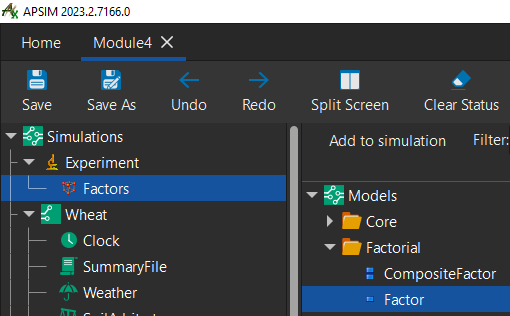 APSIM 2023.2.7166.0
Home Module4
Save Save As Undo Redo Split Screen Clear Status
Simulations
Experiment
Factors
Wheat
Clock
SummaryFile
Weather
Add to simulation Filter:
Models
Core
Factorial
CompositeFactor
Factor